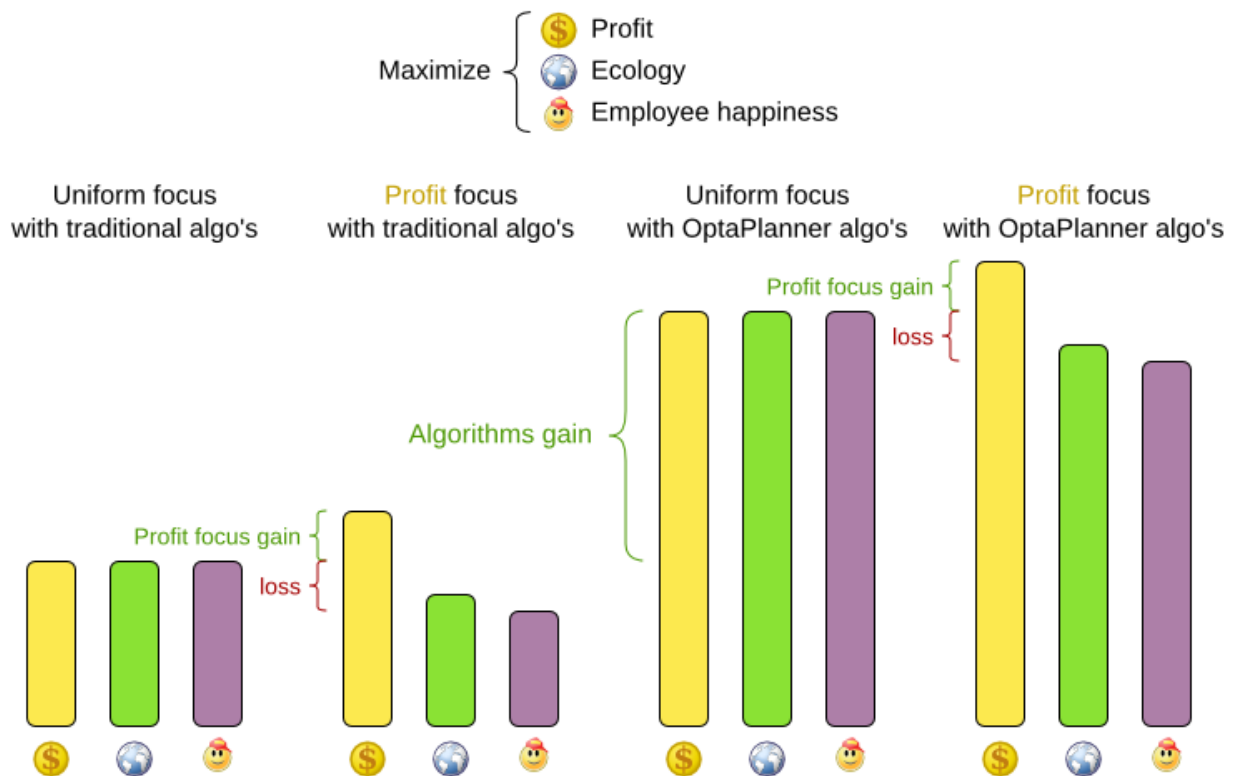 Maximize
Profit
Ecology
Employee happiness
Uniform focus
with traditional algo's
Profit focus
with traditional algo's
Uniform focus
with OptaPlanner algo's
Profit focus
with OptaPlanner algo's
Profit focus gain
loss
Algorithms gain
Profit focus gain
loss
$
$
$
$
$